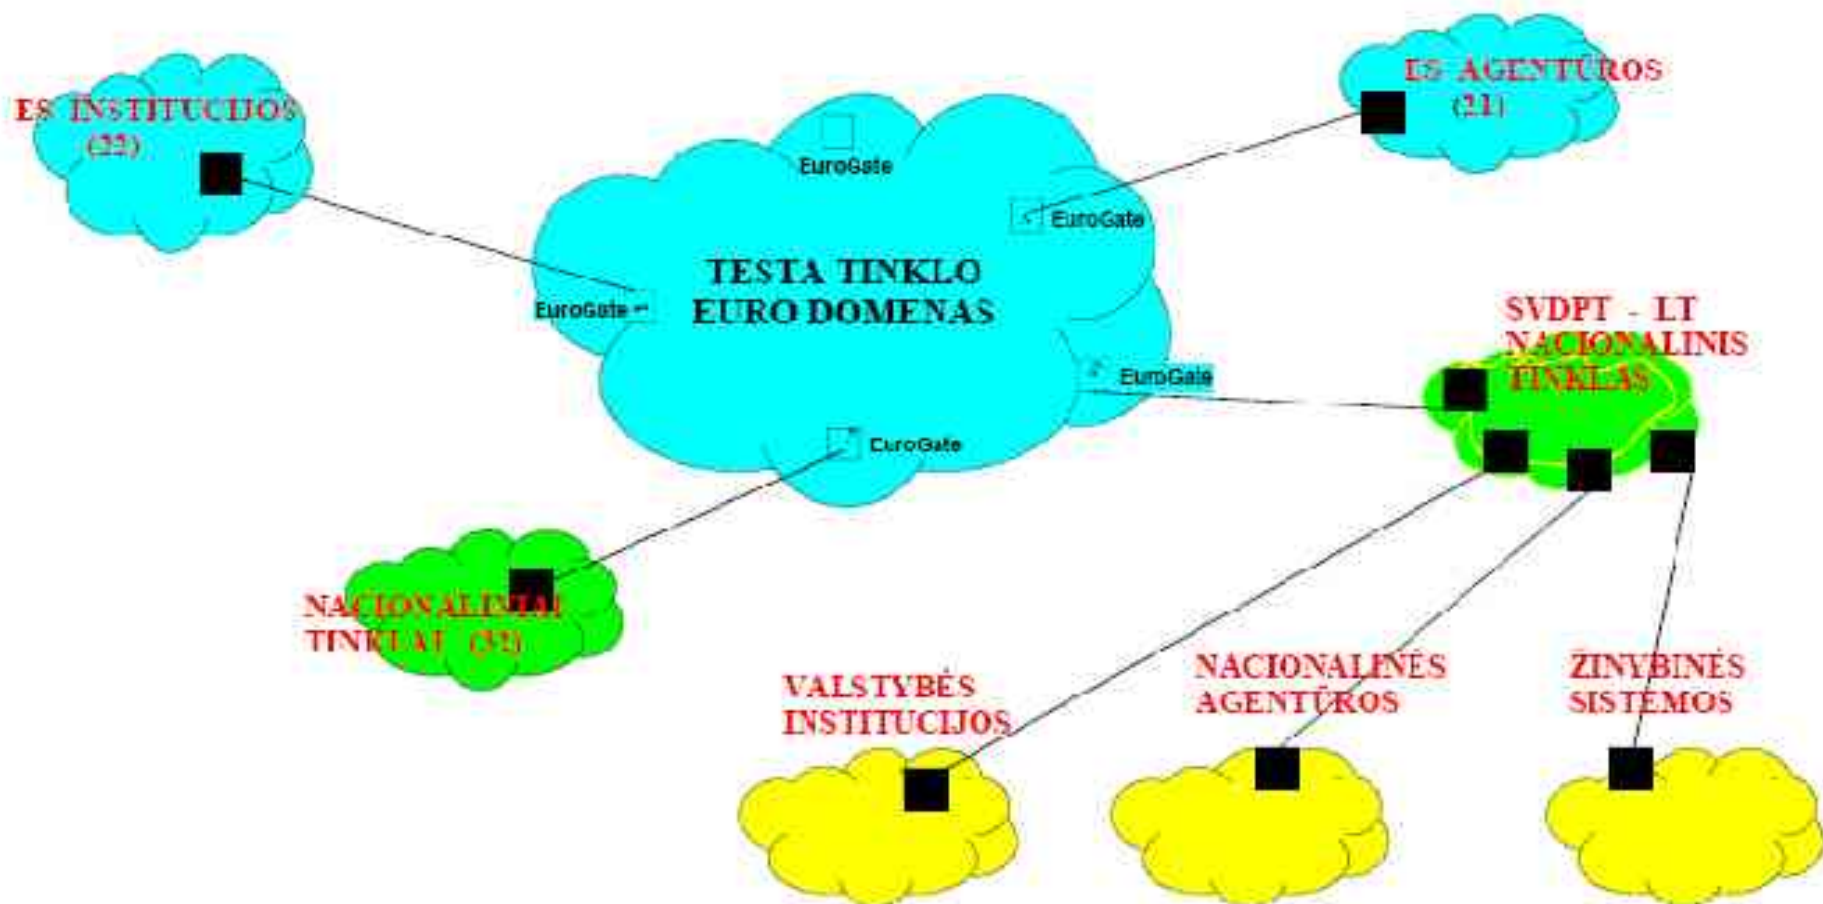 ES INSTITUCIJOS
(22)
ES AGENTŪROS
(21)
EuroGate
EuroGate
TESTA TINKLO
EURO DOMENAS
EuroGate
SVDPT - LT
NACIONALINIS
TINKLAS
EuroGate
EuroGate
NACIONALINIAI
TINKLAI (32)
VALSTYBĖS
INSTITUCIJOS
NACIONALINĖS
AGENTŪROS
ŽINYBINĖS
SISTEMOS